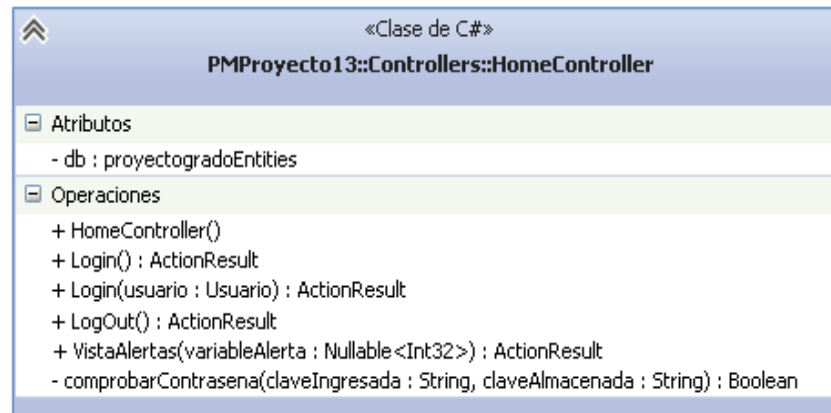 «Clase de C#»
PMProyecto13::Controllers::HomeController
Atributos
- db : proyectogradoEntities
Operaciones
+ HomeController()
+ Login() : ActionResult
+ Login(usuario : Usuario) : ActionResult
+ LogOut() : ActionResult
+ VistaAlertas(variableAlerta : Nullable<Int32>) : ActionResult
- comprobarContrasena(claveIngresada : String, claveAlmacenada : String) : Boolean